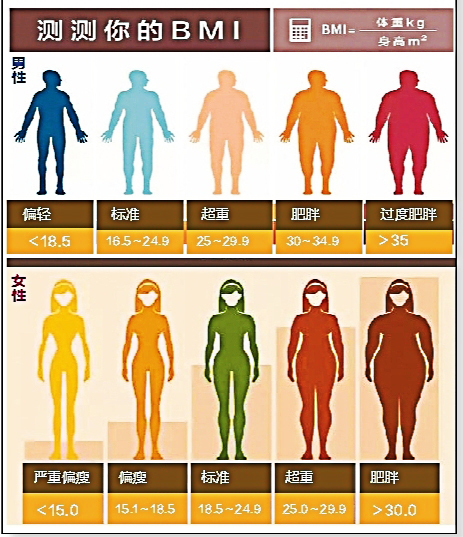 测测你的BMI
BMI=体重kg
身高m²
男性
偏轻 标准 超重 肥胖 过度肥胖
<18.5 16.5~24.9 25~29.9 30~34.9 >35
女性
严重偏瘦 偏瘦 标准 超重 肥胖
<15.0 15.1~18.5 18.5~24.9 25.0~29.9 >30.0